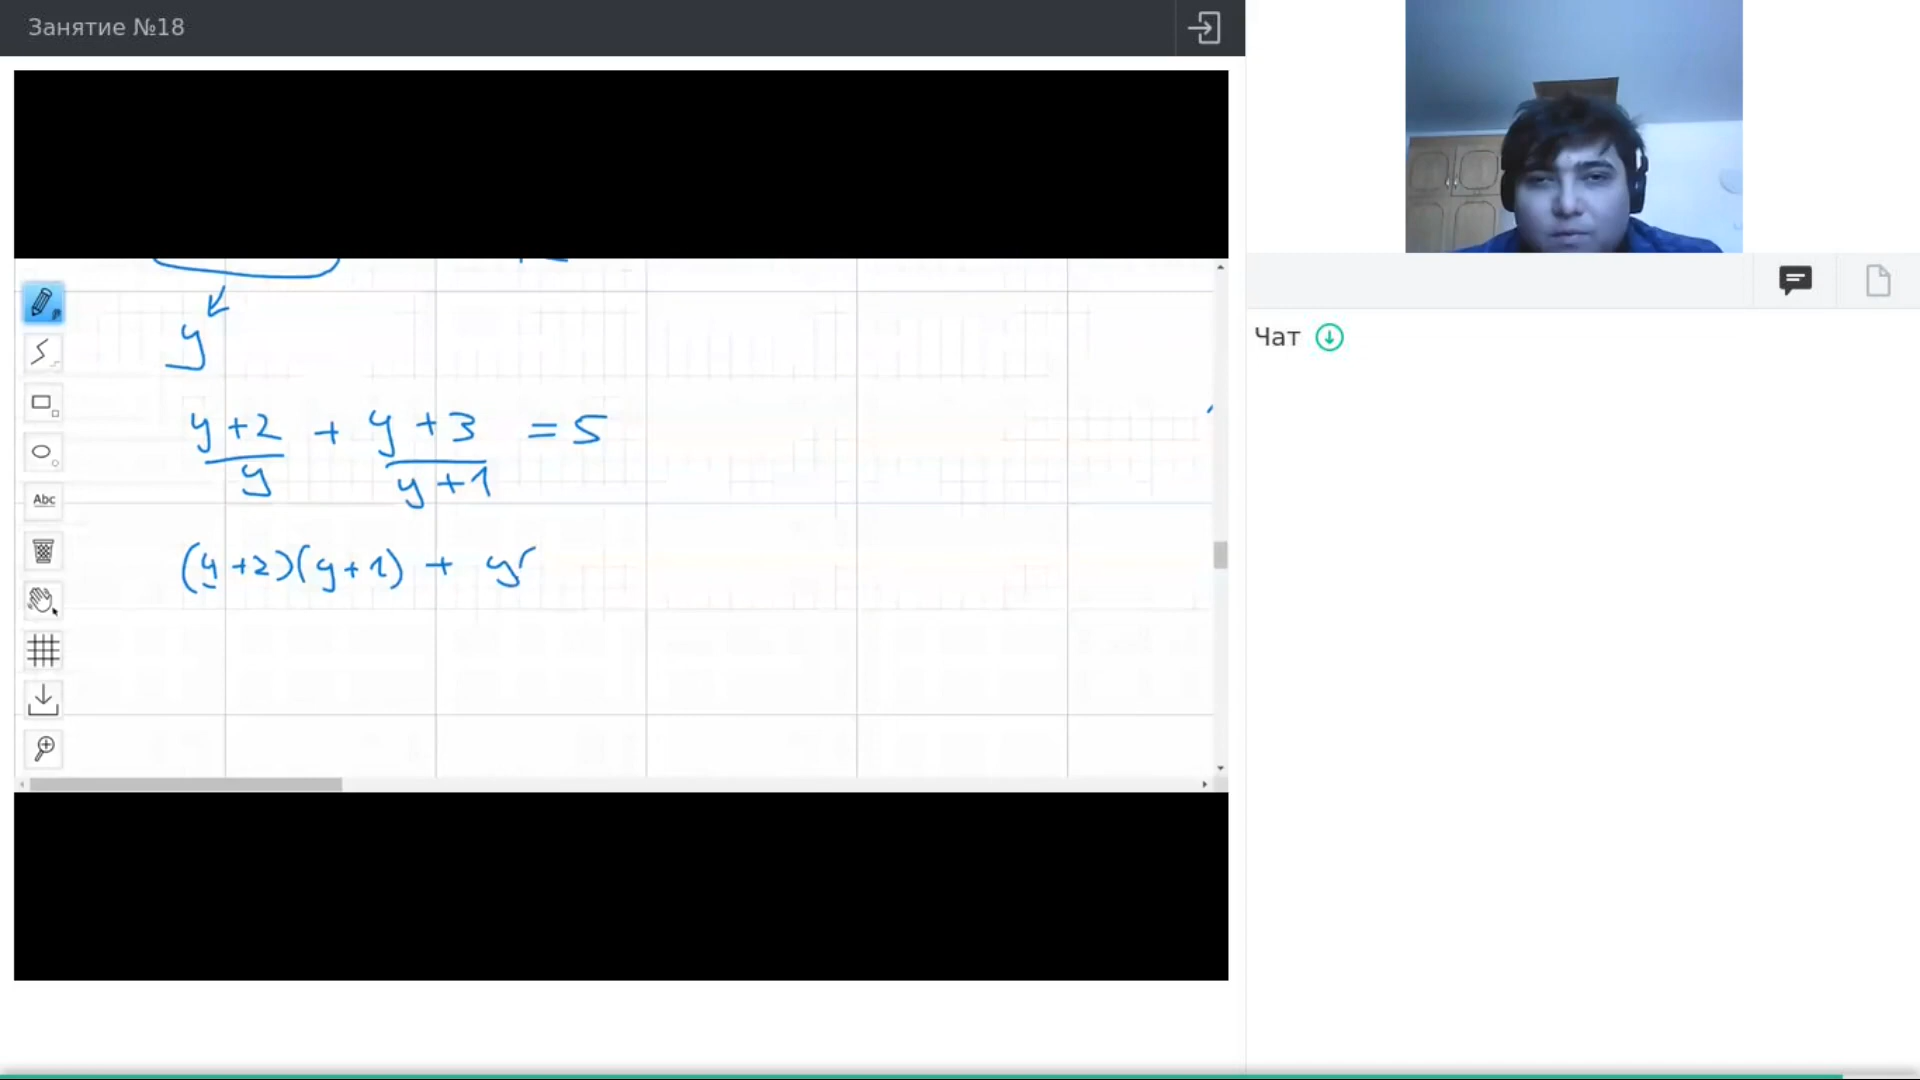 Занятие №18
y
y+2 / y + y+3 / y+1 = 5
(y+2)(y+1) + y(
Abc
Чат